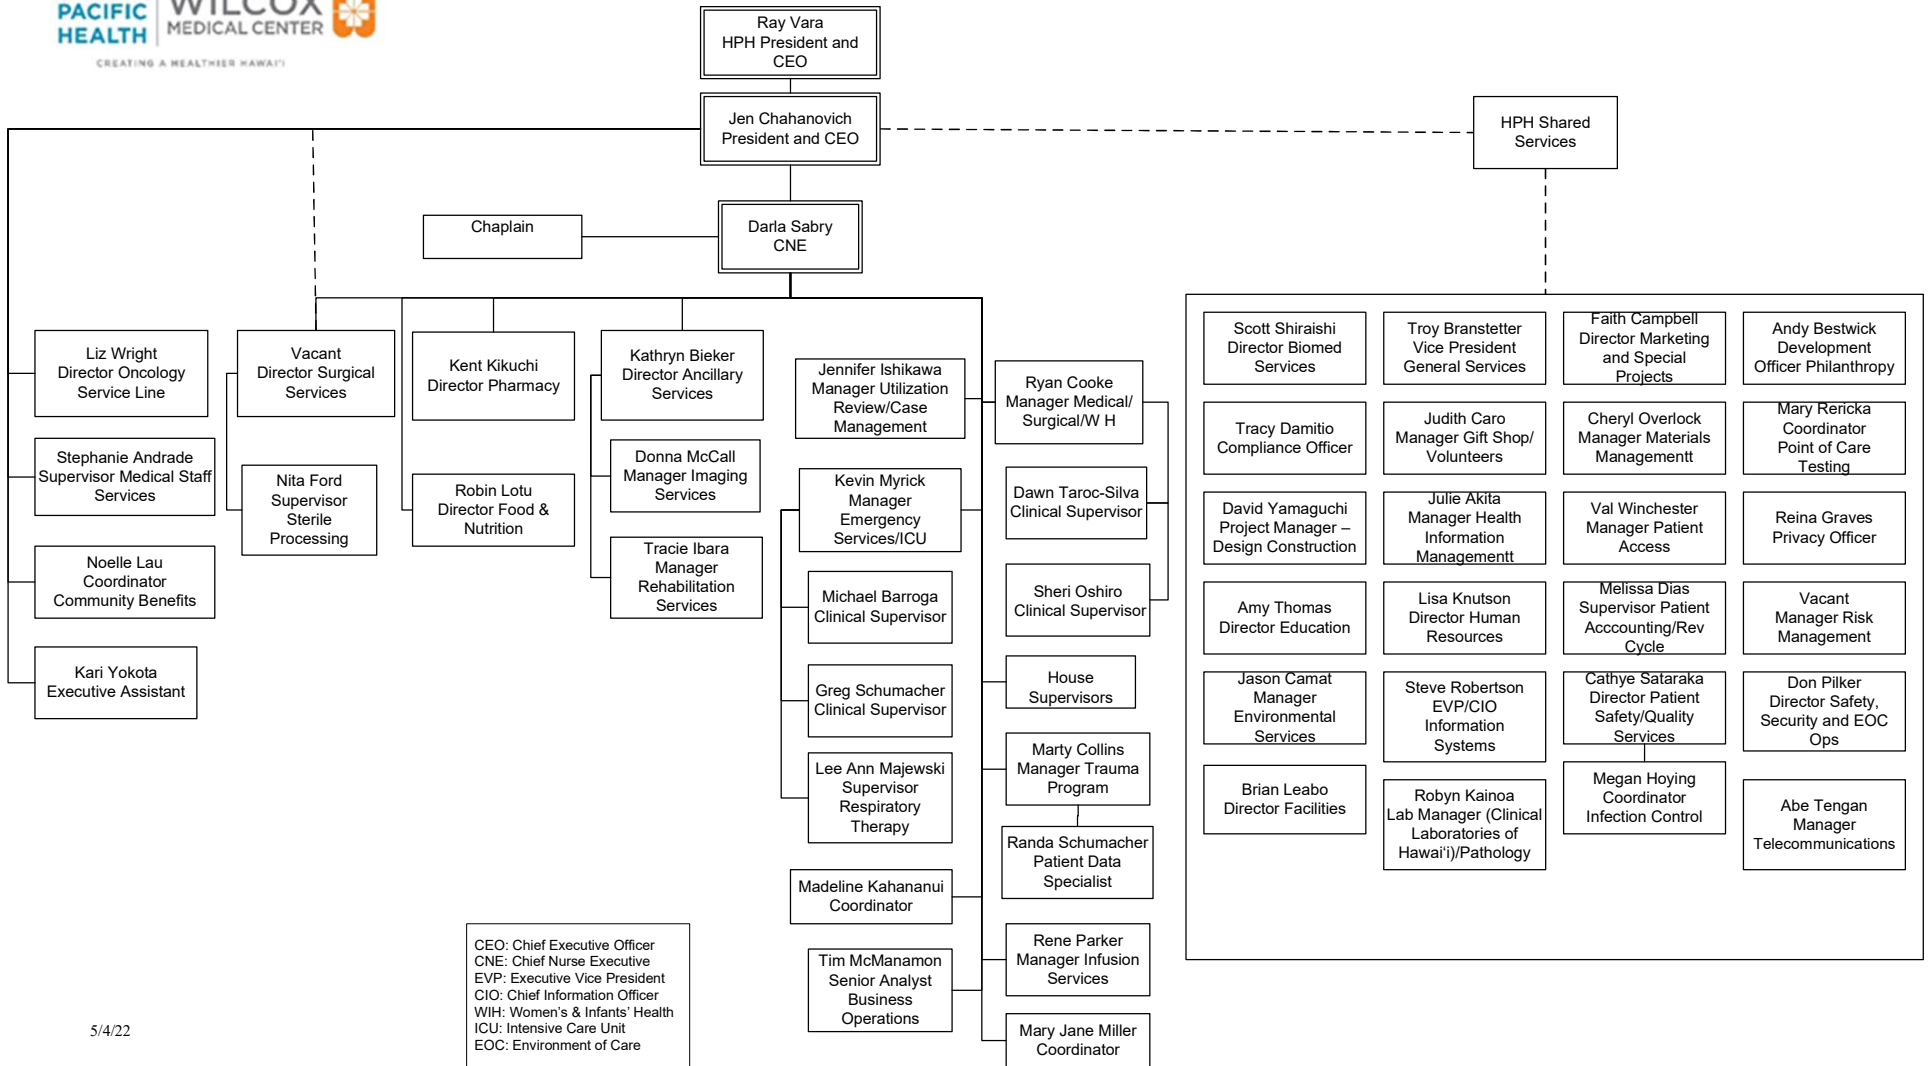 PACIFIC
HEALTH
WILCOX
MEDICAL CENTER
CREATING A HEALTHIER HAWAI'I
Ray Vara
HPH President and
CEO
Jen Chahanovich
President and CEO
HPH Shared
Services
Chaplain
Darla Sabry
CNE
Liz Wright
Director Oncology
Service Line
Stephanie Andrade
Supervisor Medical Staff
Services
Noelle Lau
Coordinator
Community Benefits
Kari Yokota
Executive Assistant
Vacant
Director Surgical
Services
Nita Ford
Supervisor
Sterile
Processing
Kent Kikuchi
Director Pharmacy
Robin Lotu
Director Food &
Nutrition
Kathryn Bieker
Director Ancillary
Services
Donna McCall
Manager Imaging
Services
Tracie Ibara
Manager
Rehabilitation
Services
Jennifer Ishikawa
Manager Utilization
Review/Case
Management
Kevin Myrick
Manager
Emergency
Services/ICU
Michael Barroga
Clinical Supervisor
Greg Schumacher
Clinical Supervisor
Lee Ann Majewski
Supervisor
Respiratory
Therapy
Madeline Kahananui
Coordinator
Tim McManamon
Senior Analyst
Business
Operations
Ryan Cooke
Manager Medical/
Surgical/W H
Dawn Taroc-Silva
Clinical Supervisor
Sheri Oshiro
Clinical Supervisor
House
Supervisors
Marty Collins
Manager Trauma
Program
Randa Schumacher
Patient Data
Specialist
Rene Parker
Manager Infusion
Services
Mary Jane Miller
Coordinator
Scott Shiraishi
Director Biomed
Services
Troy Branstetter
Vice President
General Services
Faith Campbell
Director Marketing
and Special
Projects
Andy Bestwick
Development
Officer Philanthropy
Tracy Damitio
Compliance Officer
Judith Caro
Manager Gift Shop/
Volunteers
Cheryl Overlock
Manager Materials
Managementt
Mary Rericka
Coordinator
Point of Care
Testing
David Yamaguchi
Project Manager –
Design Construction
Julie Akita
Manager Health
Information
Managementt
Val Winchester
Manager Patient
Access
Reina Graves
Privacy Officer
Amy Thomas
Director Education
Lisa Knutson
Director Human
Resources
Melissa Dias
Supervisor Patient
Acccounting/Rev
Cycle
Vacant
Manager Risk
Management
Jason Camat
Manager
Environmental
Services
Steve Robertson
EVP/CIO
Information
Systems
Cathye Sataraka
Director Patient
Safety/Quality
Services
Don Pilker
Director Safety,
Security and EOC
Ops
Brian Leabo
Director Facilities
Robyn Kainoa
Lab Manager (Clinical
Laboratories of
Hawai‘i)/Pathology
Megan Hoying
Coordinator
Infection Control
Abe Tengan
Manager
Telecommunications
CEO: Chief Executive Officer
CNE: Chief Nurse Executive
EVP: Executive Vice President
CIO: Chief Information Officer
WIH: Women's & Infants' Health
ICU: Intensive Care Unit
EOC: Environment of Care
5/4/22